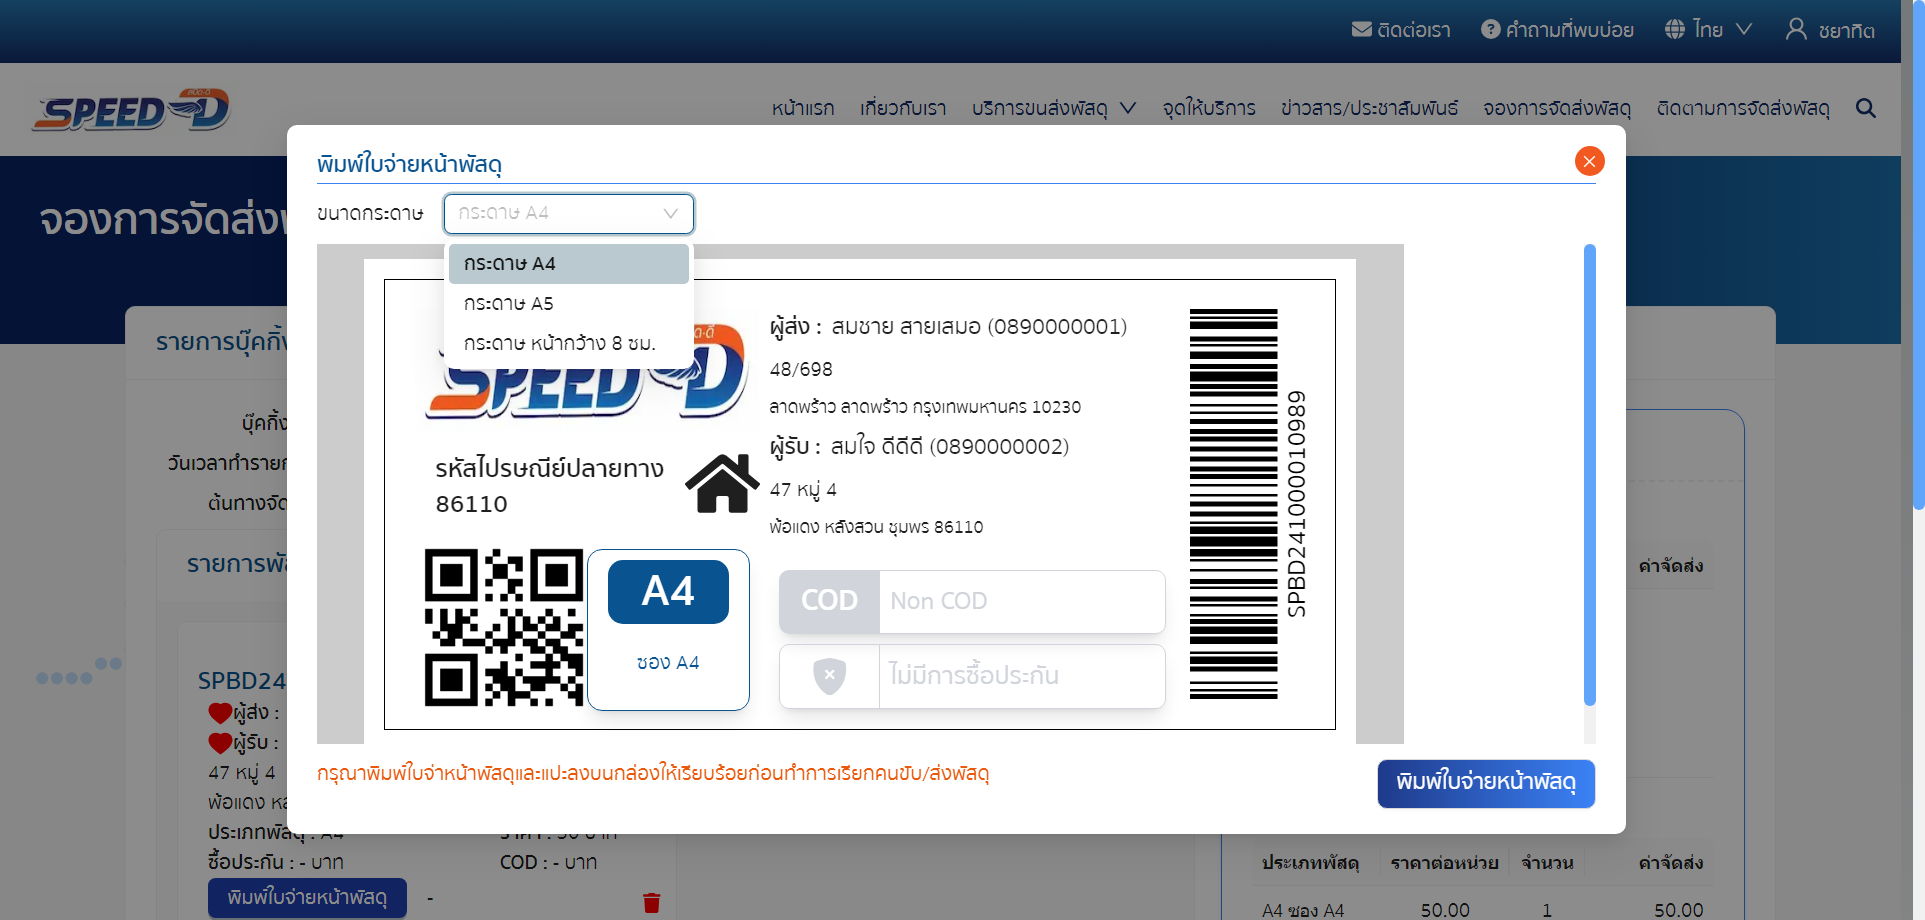 ติดต่อเรา
คำถามที่พบบ่อย
ไทย
ชยาทิต
สปีด-ดี
SPEED-D
หน้าแรก
เกี่ยวกับเรา
บริการขนส่งพัสดุ
จุดให้บริการ
ข่าวสาร/ประชาสัมพันธ์
จองการจัดส่งพัสดุ
ติดตามการจัดส่งพัสดุ
จองการจัดส่ง
พิมพ์ใบจ่ายหน้าพัสดุ
ขนาดกระดาษ
กระดาษ A4
กระดาษ A4
กระดาษ A5
กระดาษ หน้ากว้าง 8 ซม.
SPEED D
รหัสไปรษณีย์ปลายทาง
86110
A4
ซอง A4
ผู้ส่ง : สมชาย สายเสมอ (0890000001)
48/698
ลาดพร้าว ลาดพร้าว กรุงเทพมหานคร 10230
ผู้รับ : สมใจ ดีดีดี (0890000002)
47 หมู่ 4
พ้อแดง หลังสวน ชุมพร 86110
COD Non COD
ไม่มีการซื้อประกัน
SPBD241000010989
กรุณาพิมพ์ใบจ่าหน้าพัสดุและแปะลงบนกล่องให้เรียบร้อยก่อนทำการเรียกคนขับ/ส่งพัสดุ
พิมพ์ใบจ่ายหน้าพัสดุ
รายการบุ๊คกิ้ง
บุ๊คกิ้ง
วันเวลาทำราย
ต้นทางจัด
รายการพัส
SPBD24
ผู้ส่ง :
ผู้รับ :
47 หมู่ 4
พ้อแดง
ประเภทพัสดุ : A4
ราคา : 50 บาท
ซื้อประกัน : - บาท
COD : - บาท
พิมพ์ใบจ่ายหน้าพัสดุ
-
ค่าจัดส่ง
ประเภทพัสดุ ราคาต่อหน่วย จำนวน ค่าจัดส่ง
A4 ซอง A4 50.00 1 50.00